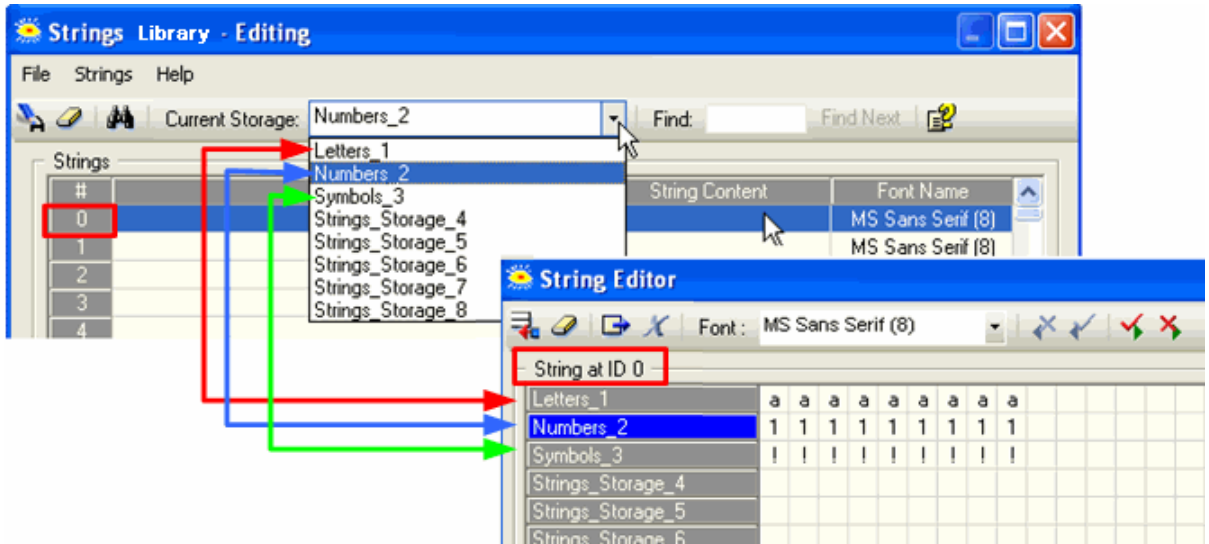 Strings Library - Editing
File Strings Help
Current Storage: Numbers_2 Find: Find Next
Letters_1
Numbers_2
Symbols_3
Strings_Storage_4
Strings_Storage_5
Strings_Storage_6
Strings_Storage_7
Strings_Storage_8
Strings
# String Content Font Name
0 MS Sans Serif (8)
1 MS Sans Serif (8)
2
3
4
String Editor
Font: MS Sans Serif (8)
String at ID 0
Letters_1 a a a a a a a a a
Numbers_2 1 1 1 1 1 1 1 1 1
Symbols_3 ! ! ! ! ! ! ! ! !
Strings_Storage_4
Strings_Storage_5
Strings_Storage_6